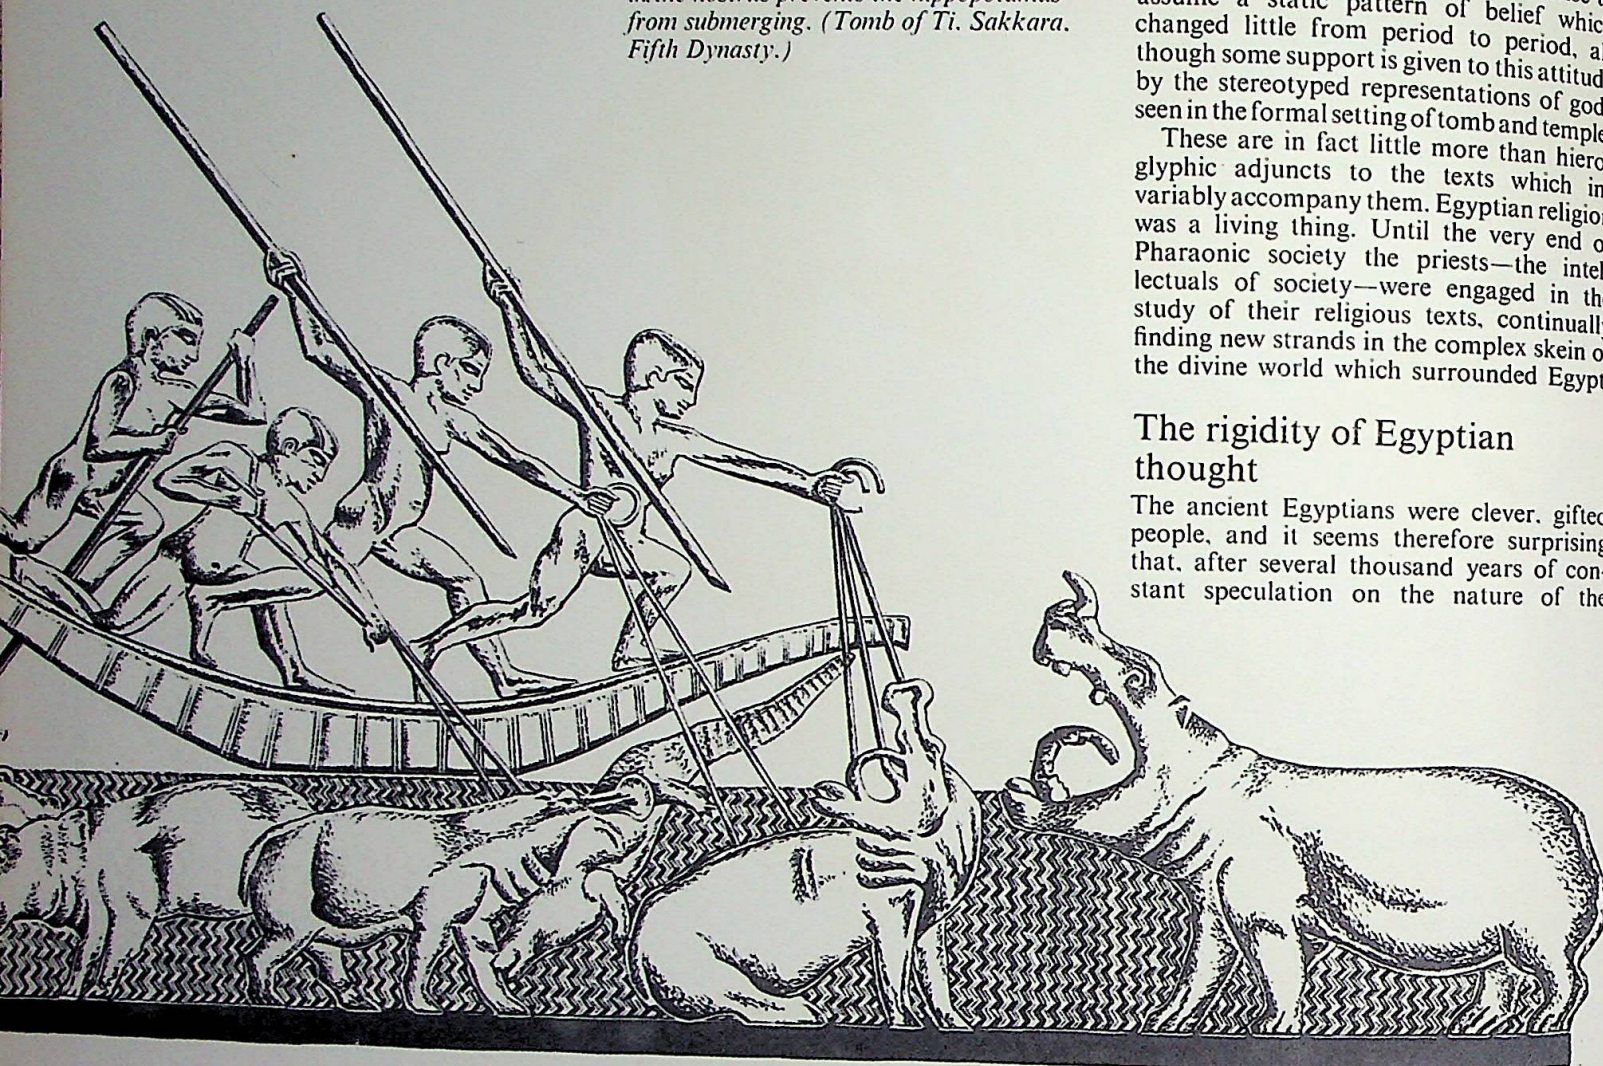 from submerging. (Tomb of Ti. Sakkara.
Fifth Dynasty.)
assume a static pattern of belief whic
changed little from period to period, a
though some support is given to this attitud
by the stereotyped representations of god
seen in the formal setting of tomb and temple
These are in fact little more than hiero
glyphic adjuncts to the texts which in
variably accompany them. Egyptian religio
was a living thing. Until the very end o
Pharaonic society the priests—the intel
lectuals of society—were engaged in th
study of their religious texts, continuall
finding new strands in the complex skein o
the divine world which surrounded Egypt
The rigidity of Egyptian
thought
The ancient Egyptians were clever, gifted
people, and it seems therefore surprising
that, after several thousand years of con-
stant speculation on the nature of the